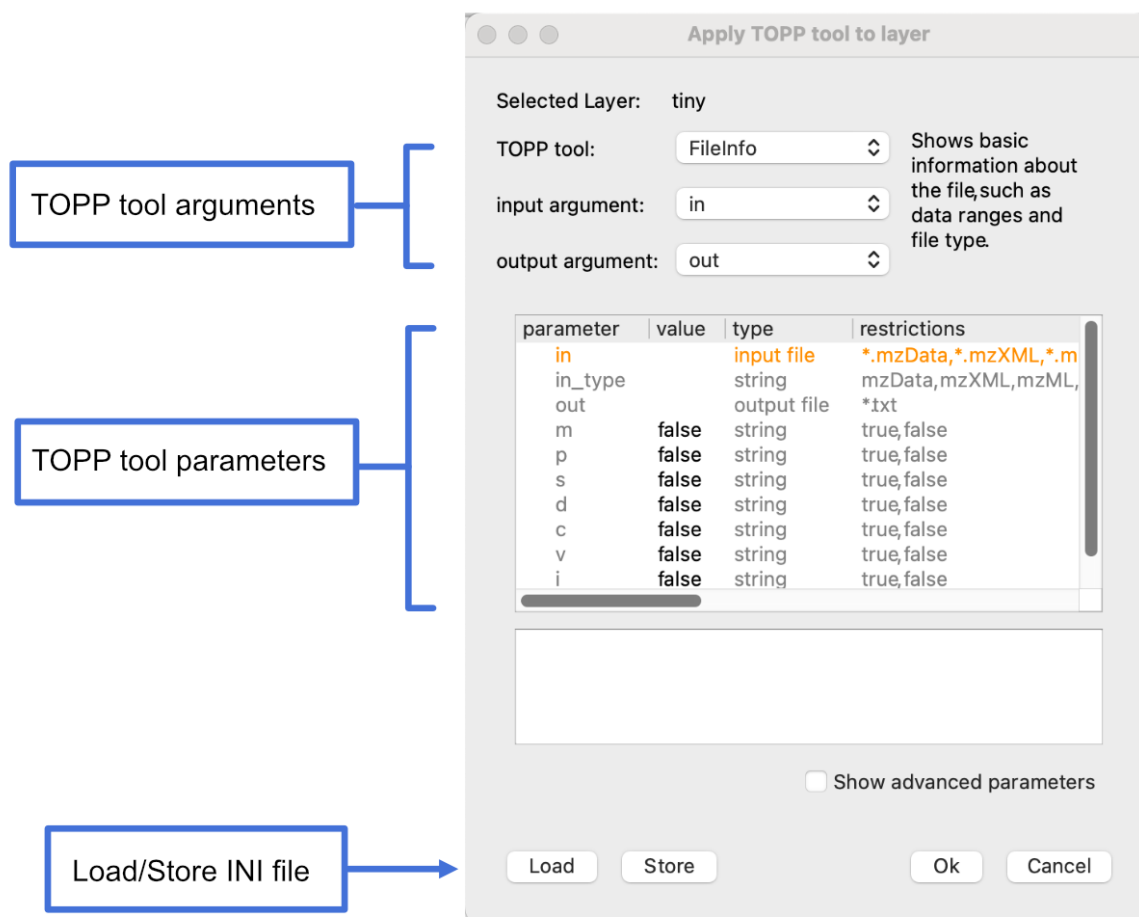 Apply TOPP tool to layer
Selected Layer: tiny
TOPP tool arguments
TOPP tool: FileInfo
input argument: in
output argument: out
Shows basic
information about
the file,such as
data ranges and
file type.
TOPP tool parameters
parameter value type restrictions
in input file *.mzData,*.mzXML,*.m
in_type string mzData,mzXML,mzML,
out output file *.txt
m false string true,false
p false string true,false
s false string true,false
d false string true,false
c false string true,false
v false string true,false
i false string true,false
Show advanced parameters
Load/Store INI file
Load Store Ok Cancel